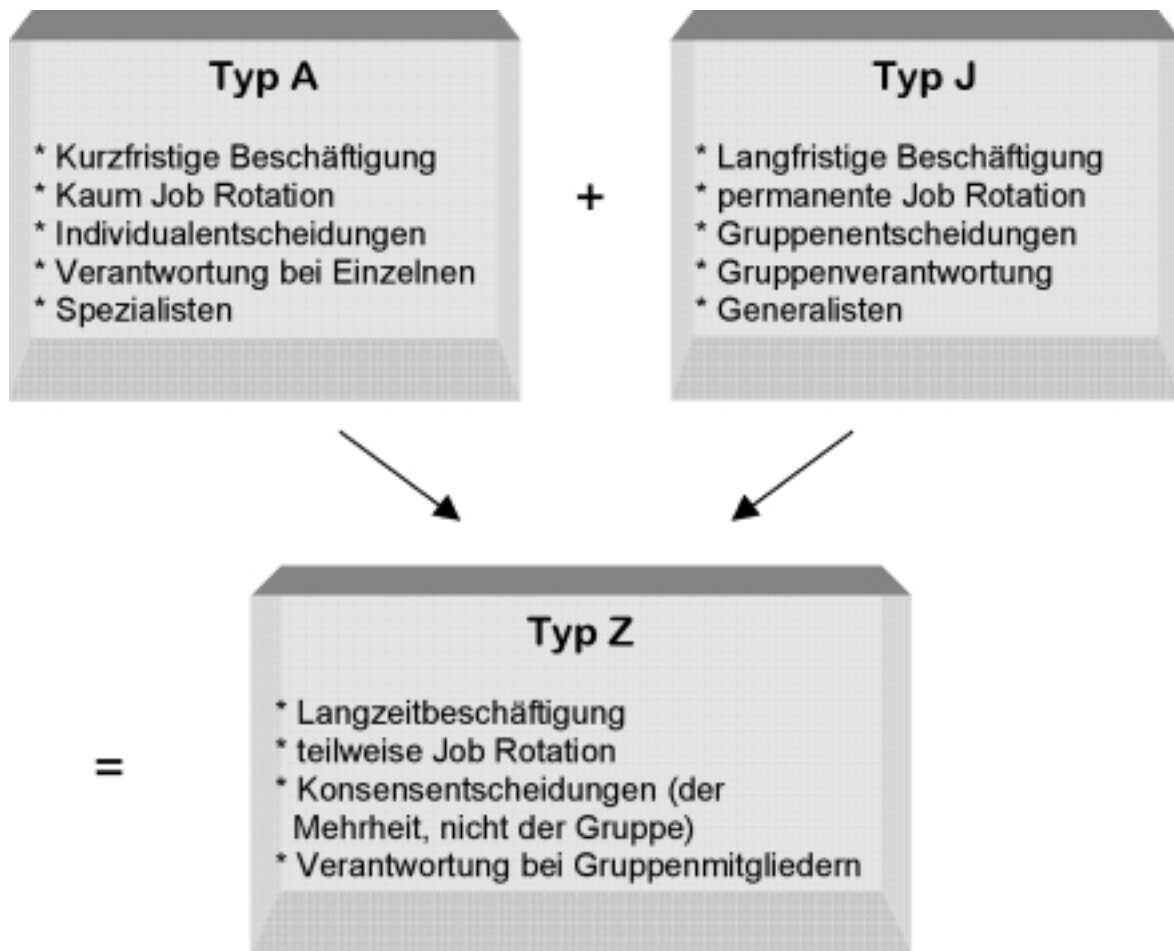 Typ A
* Kurzfristige Beschäftigung
* Kaum Job Rotation
* Individualentscheidungen
* Verantwortung bei Einzelnen
* Spezialisten
+
Typ J
* Langfristige Beschäftigung
* permanente Job Rotation
* Gruppenentscheidungen
* Gruppenverantwortung
* Generalisten
=
Typ Z
* Langzeitbeschäftigung
* teilweise Job Rotation
* Konsensentscheidungen (der
Mehrheit, nicht der Gruppe)
* Verantwortung bei Gruppenmitgliedern